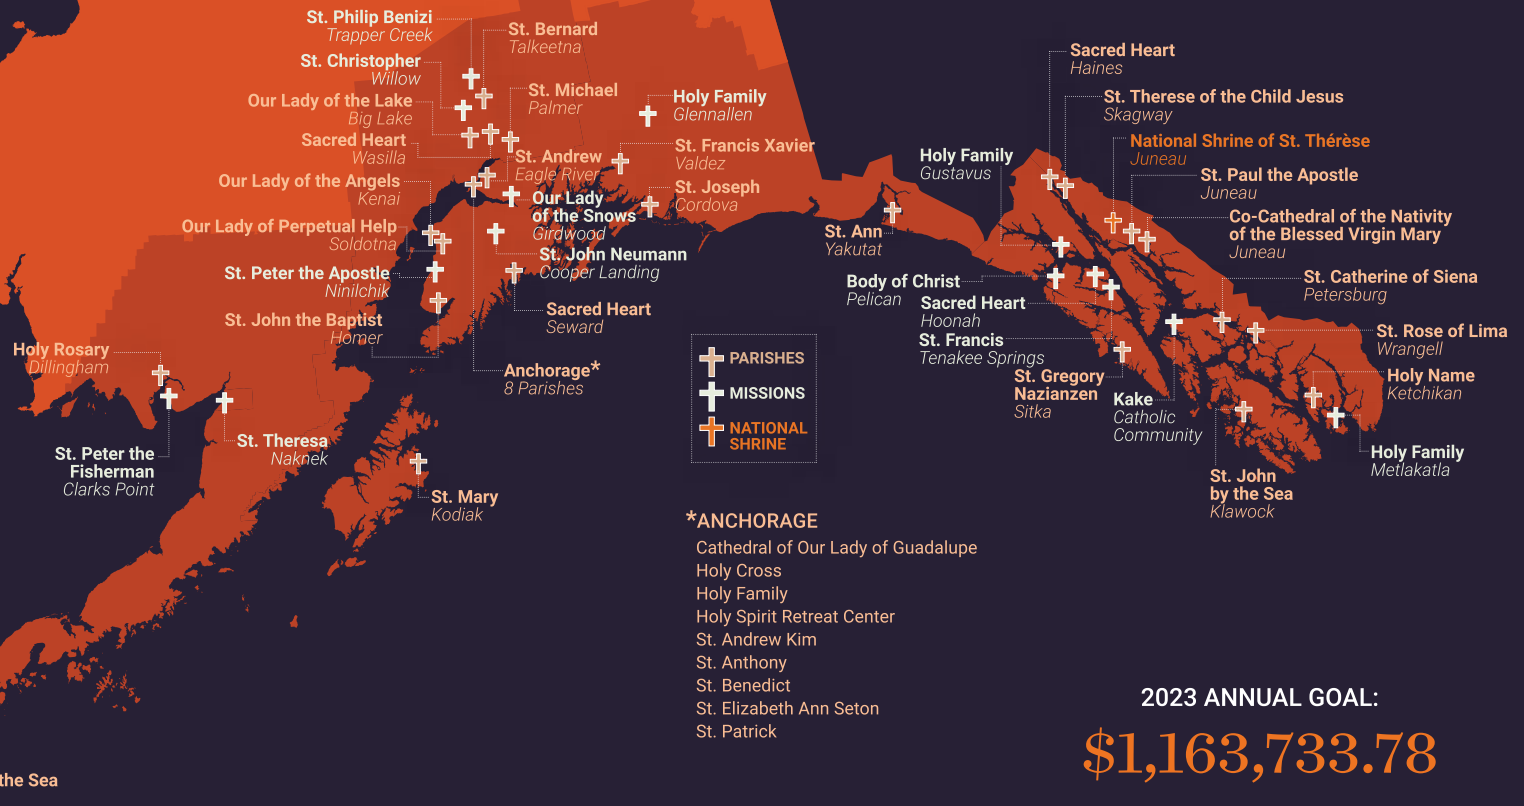 St. Philip Benizi
Trapper Creek
St. Bernard
Talkeetna
St. Christopher
Willow
Our Lady of the Lake
Big Lake
St. Michael
Palmer
Holy Family
Glennallen
Sacred Heart
Wasilla
St. Andrew
Eagle River
St. Francis Xavier
Valdez
Our Lady of the Angels
Kenai
Our Lady
of the Snows
Girdwood
St. Joseph
Cordova
Our Lady of Perpetual Help
Soldotna
St. John Neumann
Cooper Landing
St. Peter the Apostle
Ninilchik
Sacred Heart
Seward
St. John the Baptist
Homer
Holy Rosary
Dillingham
Anchorage*
8 Parishes
St. Peter the
Fisherman
Clarks Point
St. Theresa
Naknek
St. Mary
Kodiak
Sacred Heart
Haines
St. Therese of the Child Jesus
Skagway
National Shrine of St. Thérèse
Juneau
Holy Family
Gustavus
St. Paul the Apostle
Juneau
Co-Cathedral of the Nativity
of the Blessed Virgin Mary
Juneau
St. Ann
Yakutat
Body of Christ
Pelican
St. Catherine of Siena
Petersburg
Sacred Heart
Hoonah
St. Francis
Tenakee Springs
St. Rose of Lima
Wrangell
St. Gregory
Nazianzen
Sitka
Kake
Catholic
Community
Holy Name
Ketchikan
Holy Family
Metlakatla
St. John
by the Sea
Klawock
PARISHES
MISSIONS
NATIONAL
SHRINE
*ANCHORAGE
Cathedral of Our Lady of Guadalupe
Holy Cross
Holy Family
Holy Spirit Retreat Center
St. Andrew Kim
St. Anthony
St. Benedict
St. Elizabeth Ann Seton
St. Patrick
2023 ANNUAL GOAL:
$1,163,733.78
the Sea